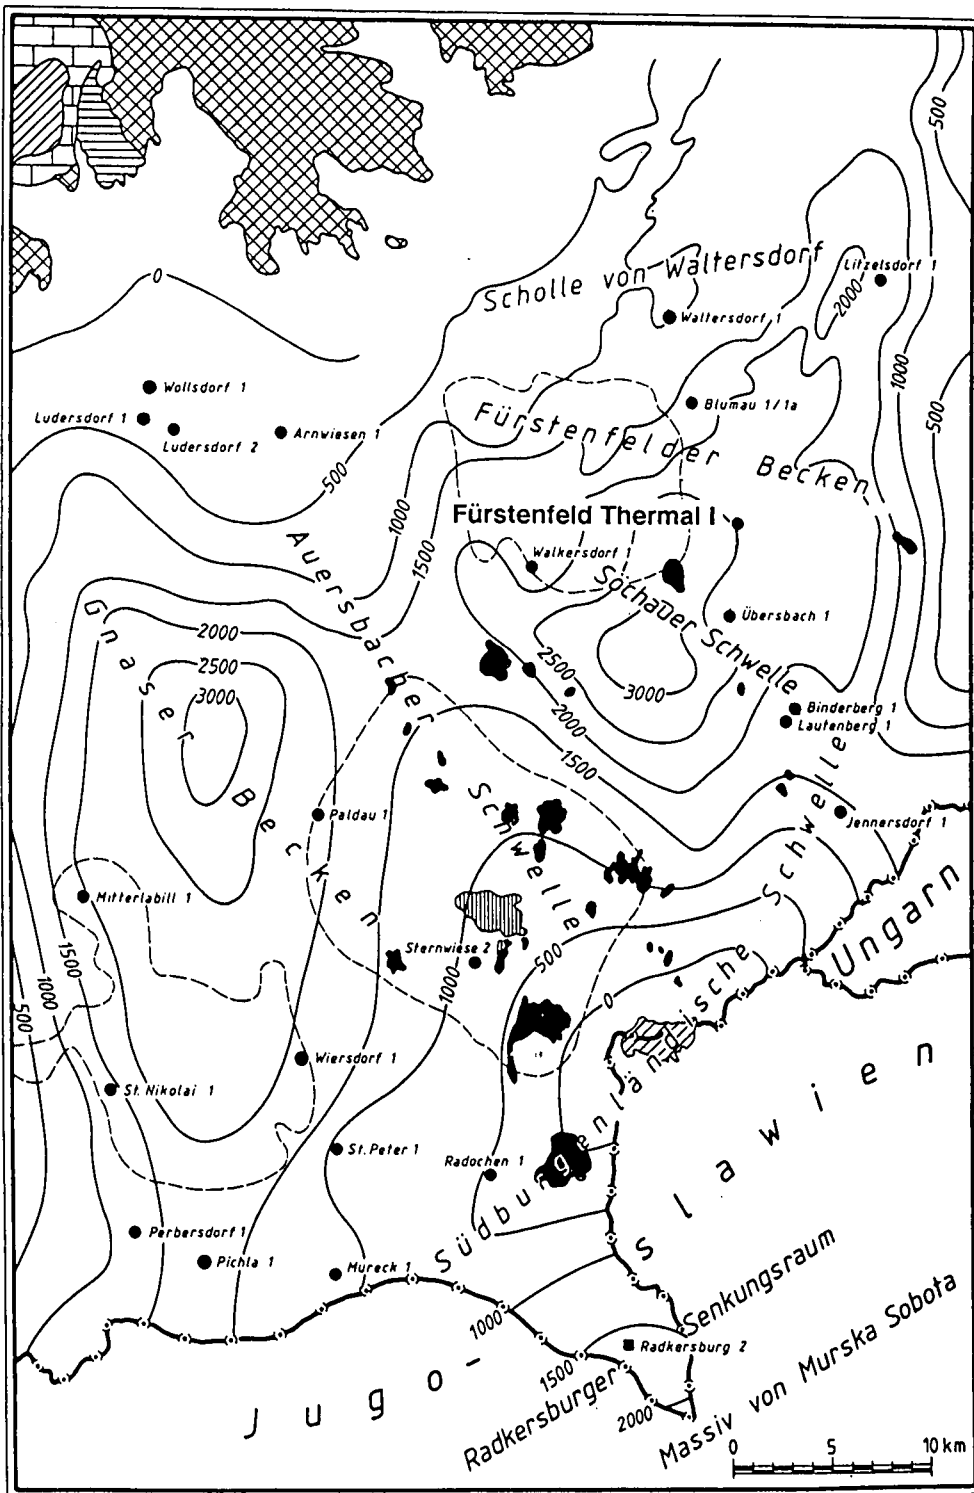 500
0
Scholle von Waltersdorf
Litzelsdorf 1
2000
Waltersdorf 1
1000
500
Wollsdorf 1
Ludersdorf 1
Ludersdorf 2
Arnwiesen 1
Blumau 1/1a
Fürstenfelder Becken
500
1000
1500
Fürstenfeld Thermal I
Walkersdorf 1
Söchauer Schwelle
Übersbach 1
Auersbacher Schwelle
Gnaser Becken
2000
2500
3000
2500
3000
2000
1500
Binderberg 1
Lautenberg 1
Paldau 1
Jennersdorf 1
Mitterlabill 1
Sternwiese 2
1500
1000
500
1000
500
0
Südburgenländische Schwelle
Ungarn
Wiersdorf 1
St. Nikolai 1
St. Peter 1
Radochen 1
Perbersdorf 1
Pichla 1
Mureck 1
Jugo-
slawien
1000
1500
2000
Radkersburg 2
Radkersburger Senkungsraum
Massiv von Murska Sobota
0 5 10 km